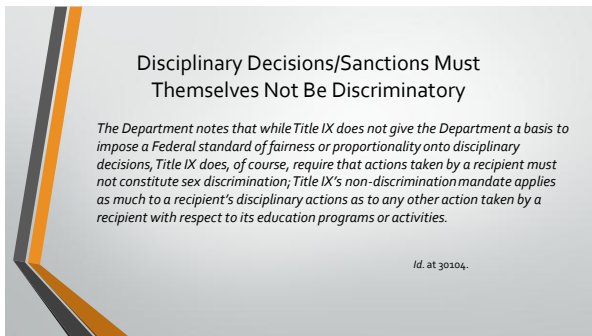 Disciplinary Decisions/Sanctions Must
Themselves Not Be Discriminatory
The Department notes that while Title IX does not give the Department a basis to
impose a Federal standard of fairness or proportionality onto disciplinary
decisions, Title IX does, of course, require that actions taken by a recipient must
not constitute sex discrimination; Title IX's non-discrimination mandate applies
as much to a recipient's disciplinary actions as to any other action taken by a
recipient with respect to its education programs or activities.
Id. at 30104.